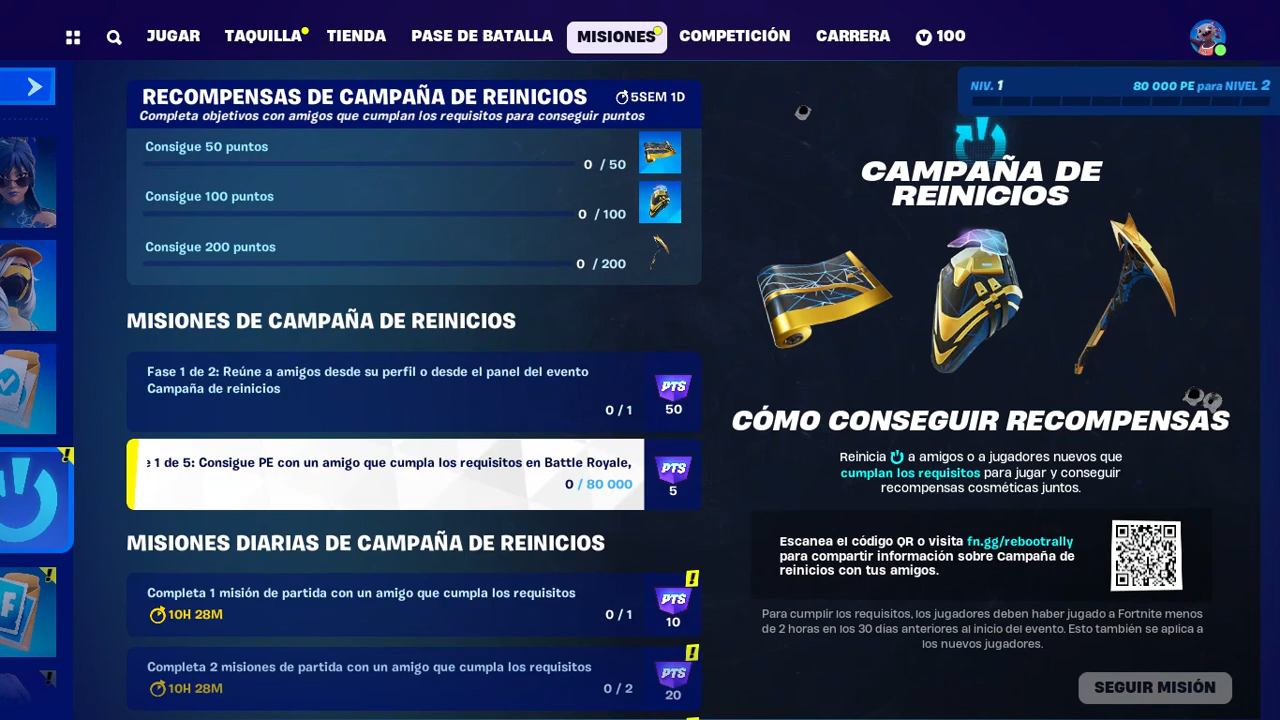 JUGAR TAQUILLA TIENDA PASE DE BATALLA MISIONES COMPETICIÓN CARRERA V 100
NIV. 1 80 000 PE para NIVEL 2
RECOMPENSAS DE CAMPAÑA DE REINICIOS 5SEM 1D
Completa objetivos con amigos que cumplan los requisitos para conseguir puntos
Consigue 50 puntos
0 / 50
Consigue 100 puntos
0 / 100
Consigue 200 puntos
0 / 200
MISIONES DE CAMPAÑA DE REINICIOS
Fase 1 de 2: Reúne a amigos desde su perfil o desde el panel del evento
Campaña de reinicios
0 / 1
PTS
50
e 1 de 5: Consigue PE con un amigo que cumpla los requisitos en Battle Royale,
0 / 80 000
PTS
5
MISIONES DIARIAS DE CAMPAÑA DE REINICIOS
Completa 1 misión de partida con un amigo que cumpla los requisitos
10H 28M
0 / 1
!
PTS
10
Completa 2 misiones de partida con un amigo que cumpla los requisitos
10H 28M
0 / 2
!
PTS
20
CAMPAÑA DE
REINICIOS
CÓMO CONSEGUIR RECOMPENSAS
Reinicia a amigos o a jugadores nuevos que
cumplan los requisitos para jugar y conseguir
recompensas cosméticas juntos.
Escanea el código QR o visita fn.gg/rebootrally
para compartir información sobre Campaña de
reinicios con tus amigos.
Para cumplir los requisitos, los jugadores deben haber jugado a Fortnite menos
de 2 horas en los 30 días anteriores al inicio del evento. Esto también se aplica a
los nuevos jugadores.
SEGUIR MISIÓN